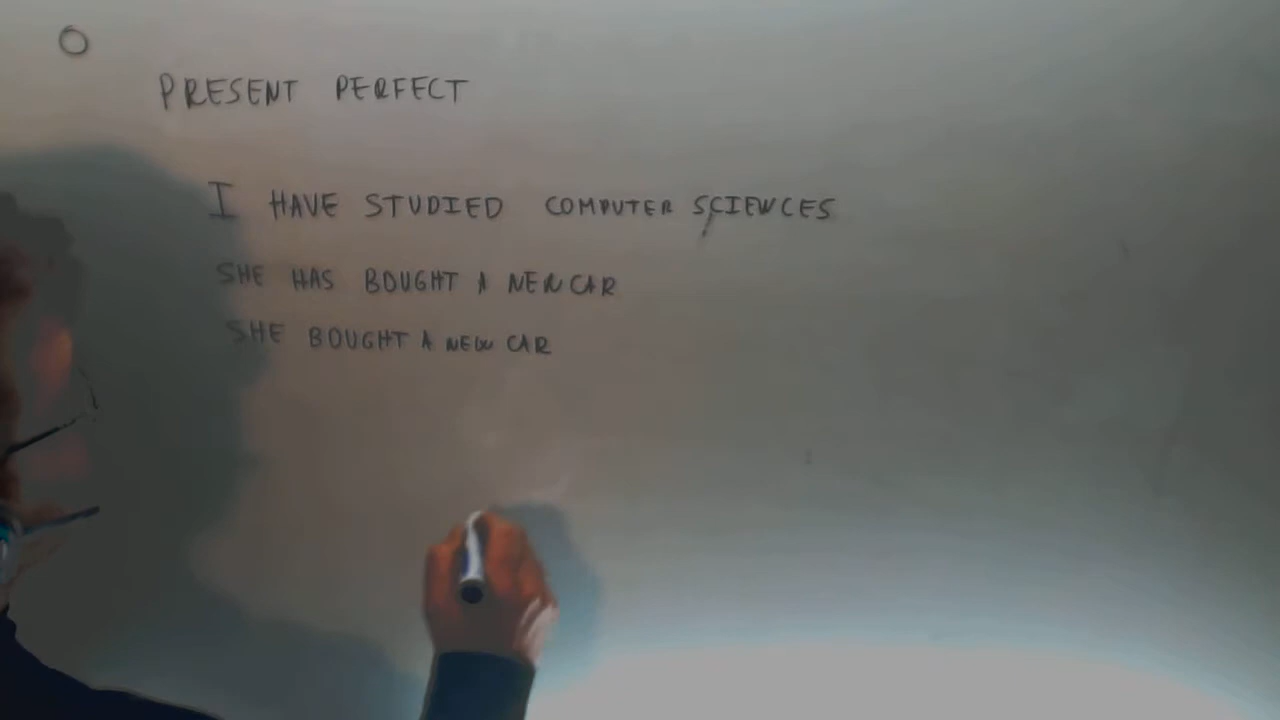 PRESENT PERFECT
I HAVE STUDIED COMPUTER SCIENCES
SHE HAS BOUGHT A NEW CAR
SHE BOUGHT A NEW CAR